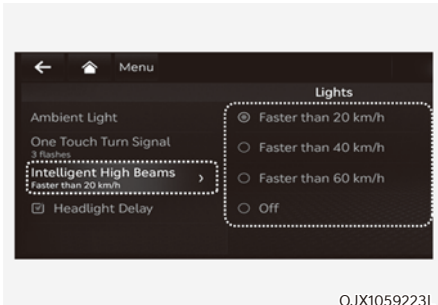 Menu
Lights
Ambient Light
One Touch Turn Signal
3 flashes
Intelligent High Beams
Faster than 20 km/h
Headlight Delay
Faster than 20 km/h
Faster than 40 km/h
Faster than 60 km/h
Off
OJX1059223L